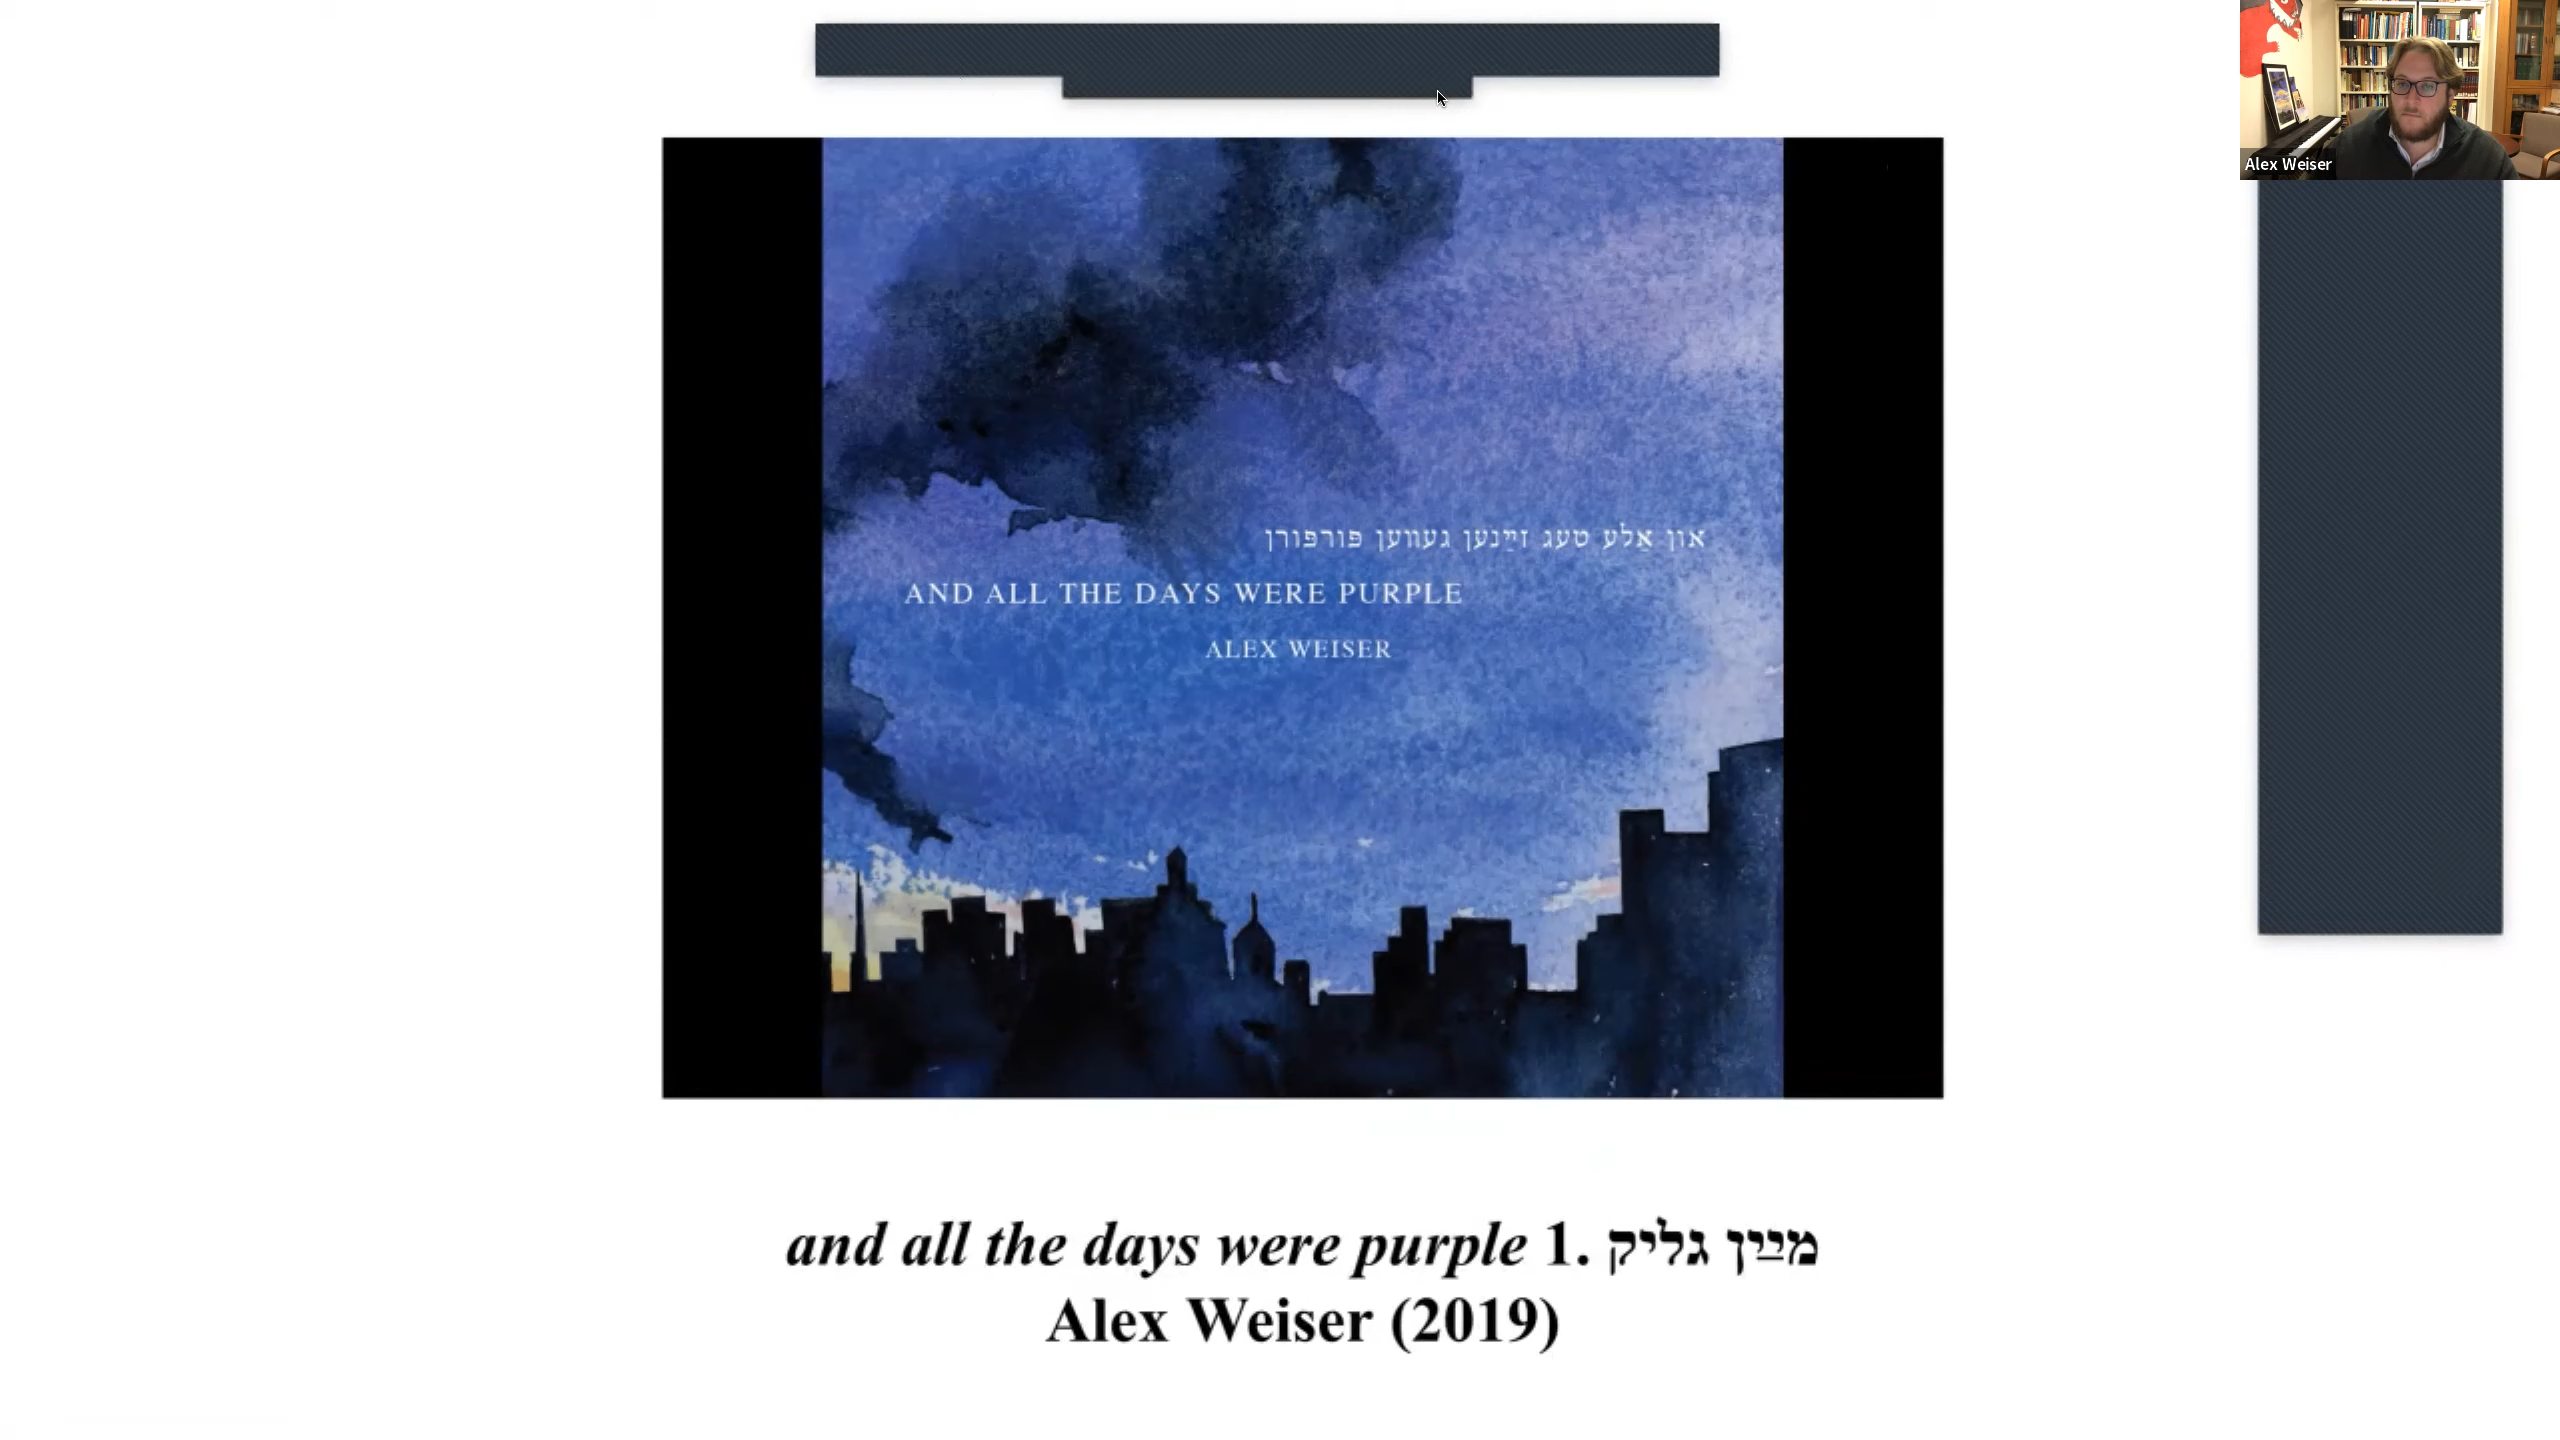 Alex Weiser
און אַלע טעג זײַנען געווען פּורפּורן
AND ALL THE DAYS WERE PURPLE
ALEX WEISER
and all the days were purple 1. מײַן גליק
Alex Weiser (2019)